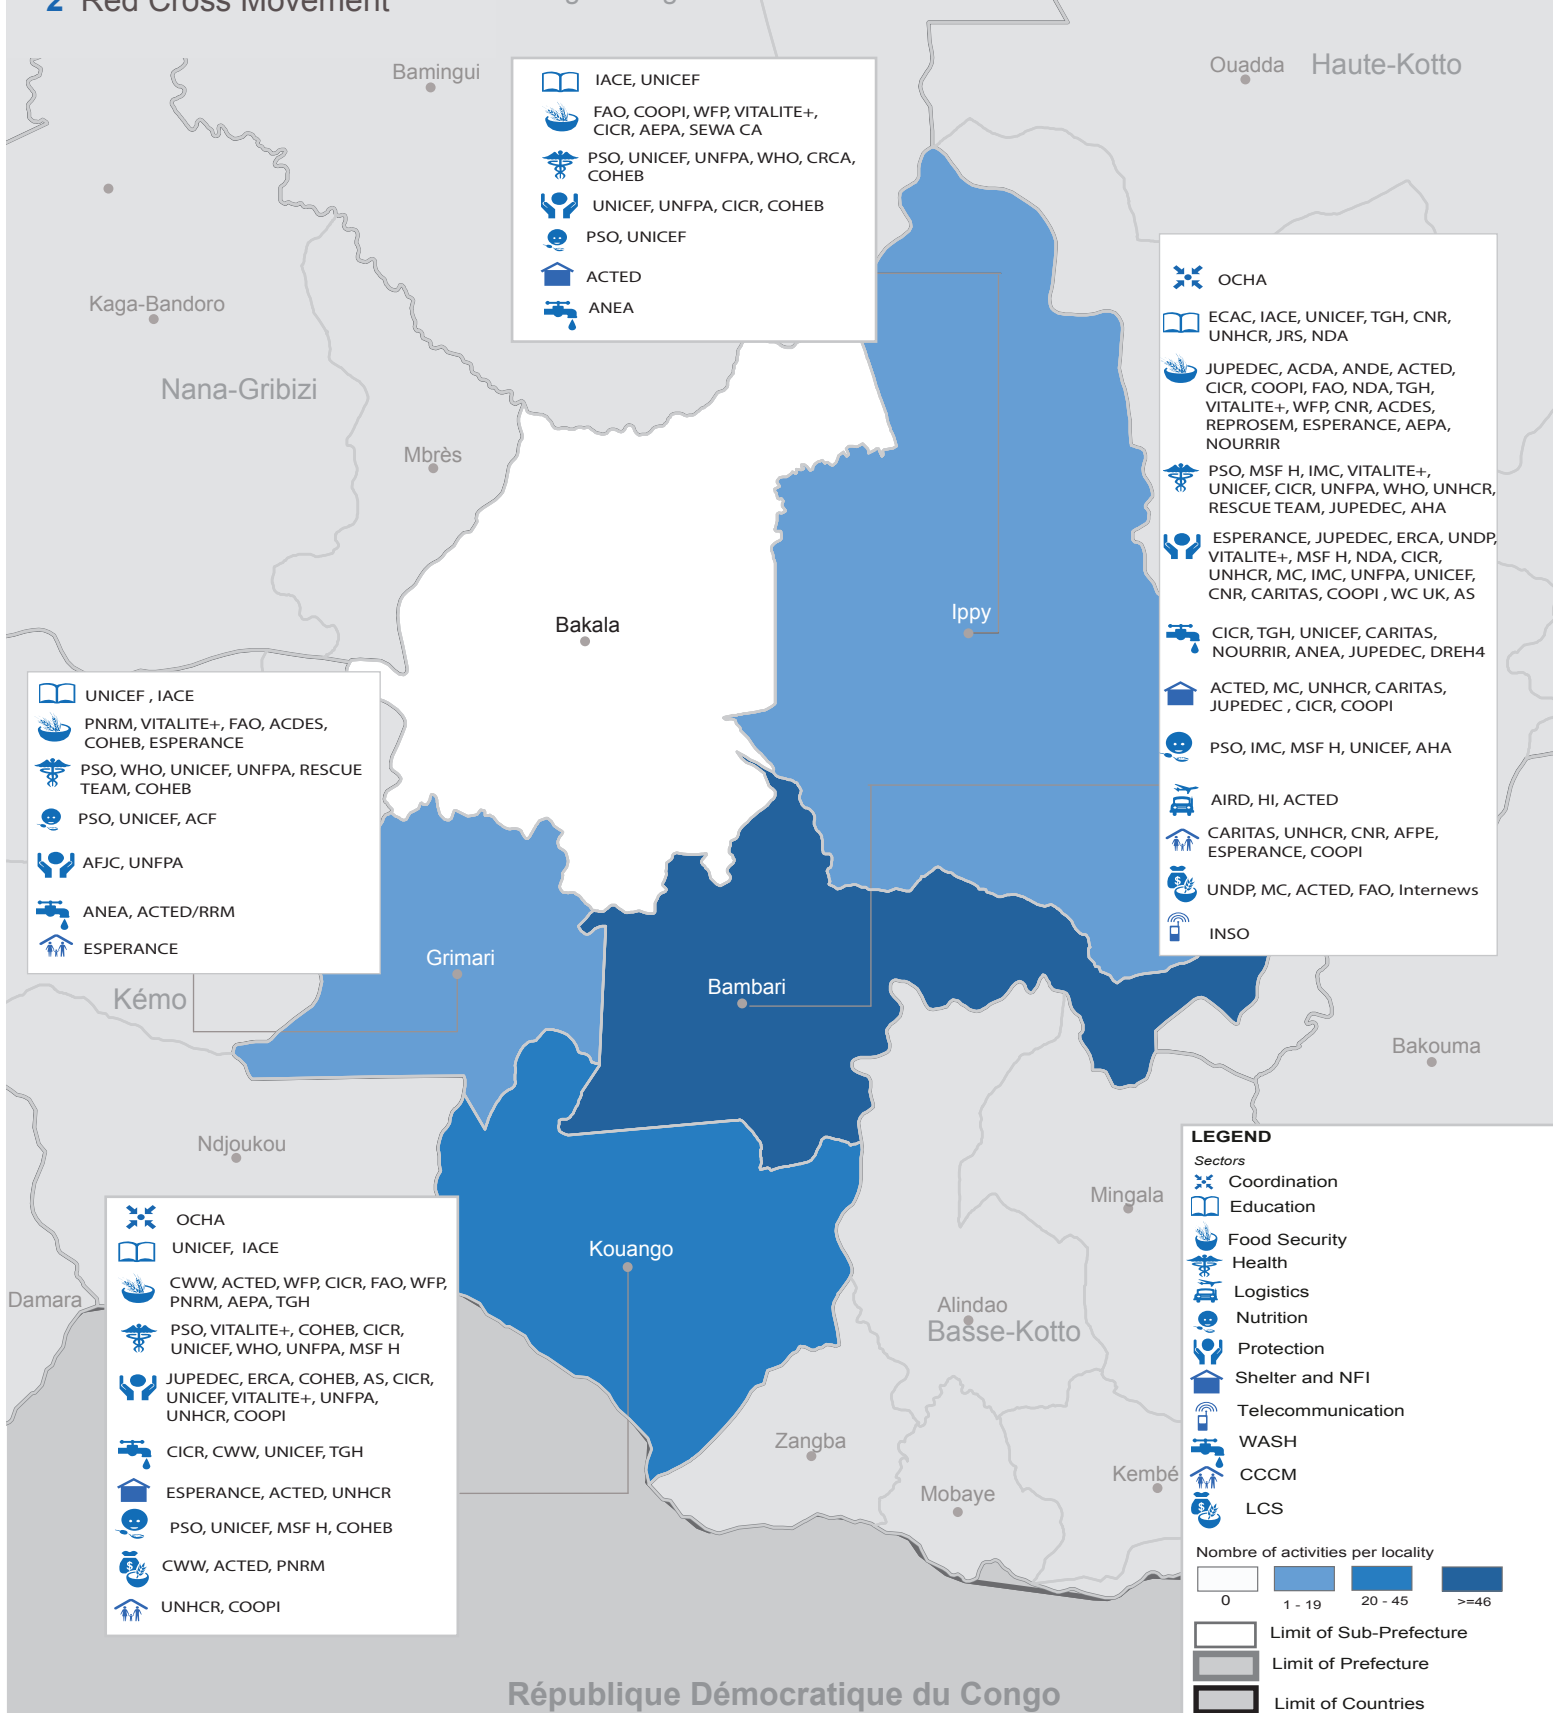 2 Red Cross Movement
Bamingui
Ouadda
Haute-Kotto
IACE, UNICEF
FAO, COOPI, WFP, VITALITE+,
CICR, AEPA, SEWA CA
PSO, UNICEF, UNFPA, WHO, CRCA,
COHEB
UNICEF, UNFPA, CICR, COHEB
PSO, UNICEF
ACTED
ANEA
Kaga-Bandoro
Nana-Gribizi
Mbrès
OCHA
ECAC, IACE, UNICEF, TGH, CNR,
UNHCR, JRS, NDA
JUPEDEC, ACDA, ANDE, ACTED,
CICR, COOPI, FAO, NDA, TGH,
VITALITE+, WFP, CNR, ACDES,
REPROSEM, ESPERANCE, AEPA,
NOURRIR
PSO, MSF H, IMC, VITALITE+,
UNICEF, CICR, UNFPA, WHO, UNHCR,
RESCUE TEAM, JUPEDEC, AHA
ESPERANCE, JUPEDEC, ERCA, UNDP,
VITALITE+, MSF H, NDA, CICR,
UNHCR, MC, IMC, UNFPA, UNICEF,
CNR, CARITAS, COOPI , WC UK, AS
CICR, TGH, UNICEF, CARITAS,
NOURRIR, ANEA, JUPEDEC, DREH4
ACTED, MC, UNHCR, CARITAS,
JUPEDEC , CICR, COOPI
PSO, IMC, MSF H, UNICEF, AHA
AIRD, HI, ACTED
CARITAS, UNHCR, CNR, AFPE,
ESPERANCE, COOPI
UNDP, MC, ACTED, FAO, Internews
INSO
Bakala
Ippy
UNICEF , IACE
PNRM, VITALITE+, FAO, ACDES,
COHEB, ESPERANCE
PSO, WHO, UNICEF, UNFPA, RESCUE
TEAM, COHEB
PSO, UNICEF, ACF
AFJC, UNFPA
ANEA, ACTED/RRM
ESPERANCE
Grimari
Kémo
Bambari
Bakouma
Ndjoukou
Mingala
Kouango
Damara
Alindao
Basse-Kotto
Zangba
Mobaye
Kembé
OCHA
UNICEF, IACE
CWW, ACTED, WFP, CICR, FAO, WFP,
PNRM, AEPA, TGH
PSO, VITALITE+, COHEB, CICR,
UNICEF, WHO, UNFPA, MSF H
JUPEDEC, ERCA, COHEB, AS, CICR,
UNICEF, VITALITE+, UNFPA,
UNHCR, COOPI
CICR, CWW, UNICEF, TGH
ESPERANCE, ACTED, UNHCR
PSO, UNICEF, MSF H, COHEB
CWW, ACTED, PNRM
UNHCR, COOPI
LEGEND
Sectors
Coordination
Education
Food Security
Health
Logistics
Nutrition
Protection
Shelter and NFI
Telecommunication
WASH
CCCM
LCS
Nombre of activities per locality
0
1 - 19
20 - 45
>=46
Limit of Sub-Prefecture
Limit of Prefecture
Limit of Countries
République Démocratique du Congo